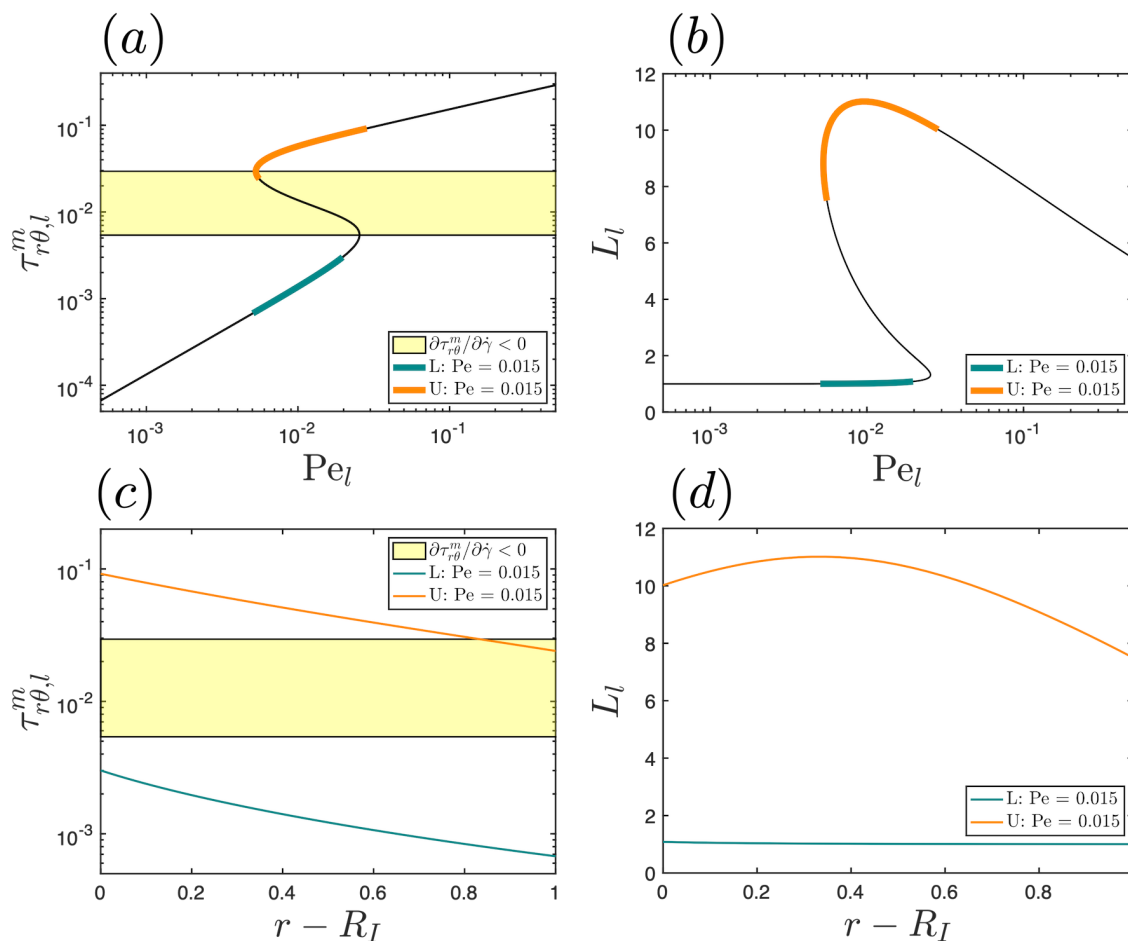 (a)
10^{-1}
10^{-2}
10^{-3}
10^{-4}
τ^m_{rθ,l}
∂τ^m_{rθ}/∂γ̇ < 0
L: Pe = 0.015
U: Pe = 0.015
10^{-3} 10^{-2} 10^{-1}
Pe_l
(b)
12
10
8
6
4
2
0
L_l
L: Pe = 0.015
U: Pe = 0.015
10^{-3} 10^{-2} 10^{-1}
Pe_l
(c)
10^{-1}
10^{-2}
10^{-3}
τ^m_{rθ,l}
∂τ^m_{rθ}/∂γ̇ < 0
L: Pe = 0.015
U: Pe = 0.015
0 0.2 0.4 0.6 0.8 1
r − R_I
(d)
12
10
8
6
4
2
0
L_l
L: Pe = 0.015
U: Pe = 0.015
0 0.2 0.4 0.6 0.8
r − R_I